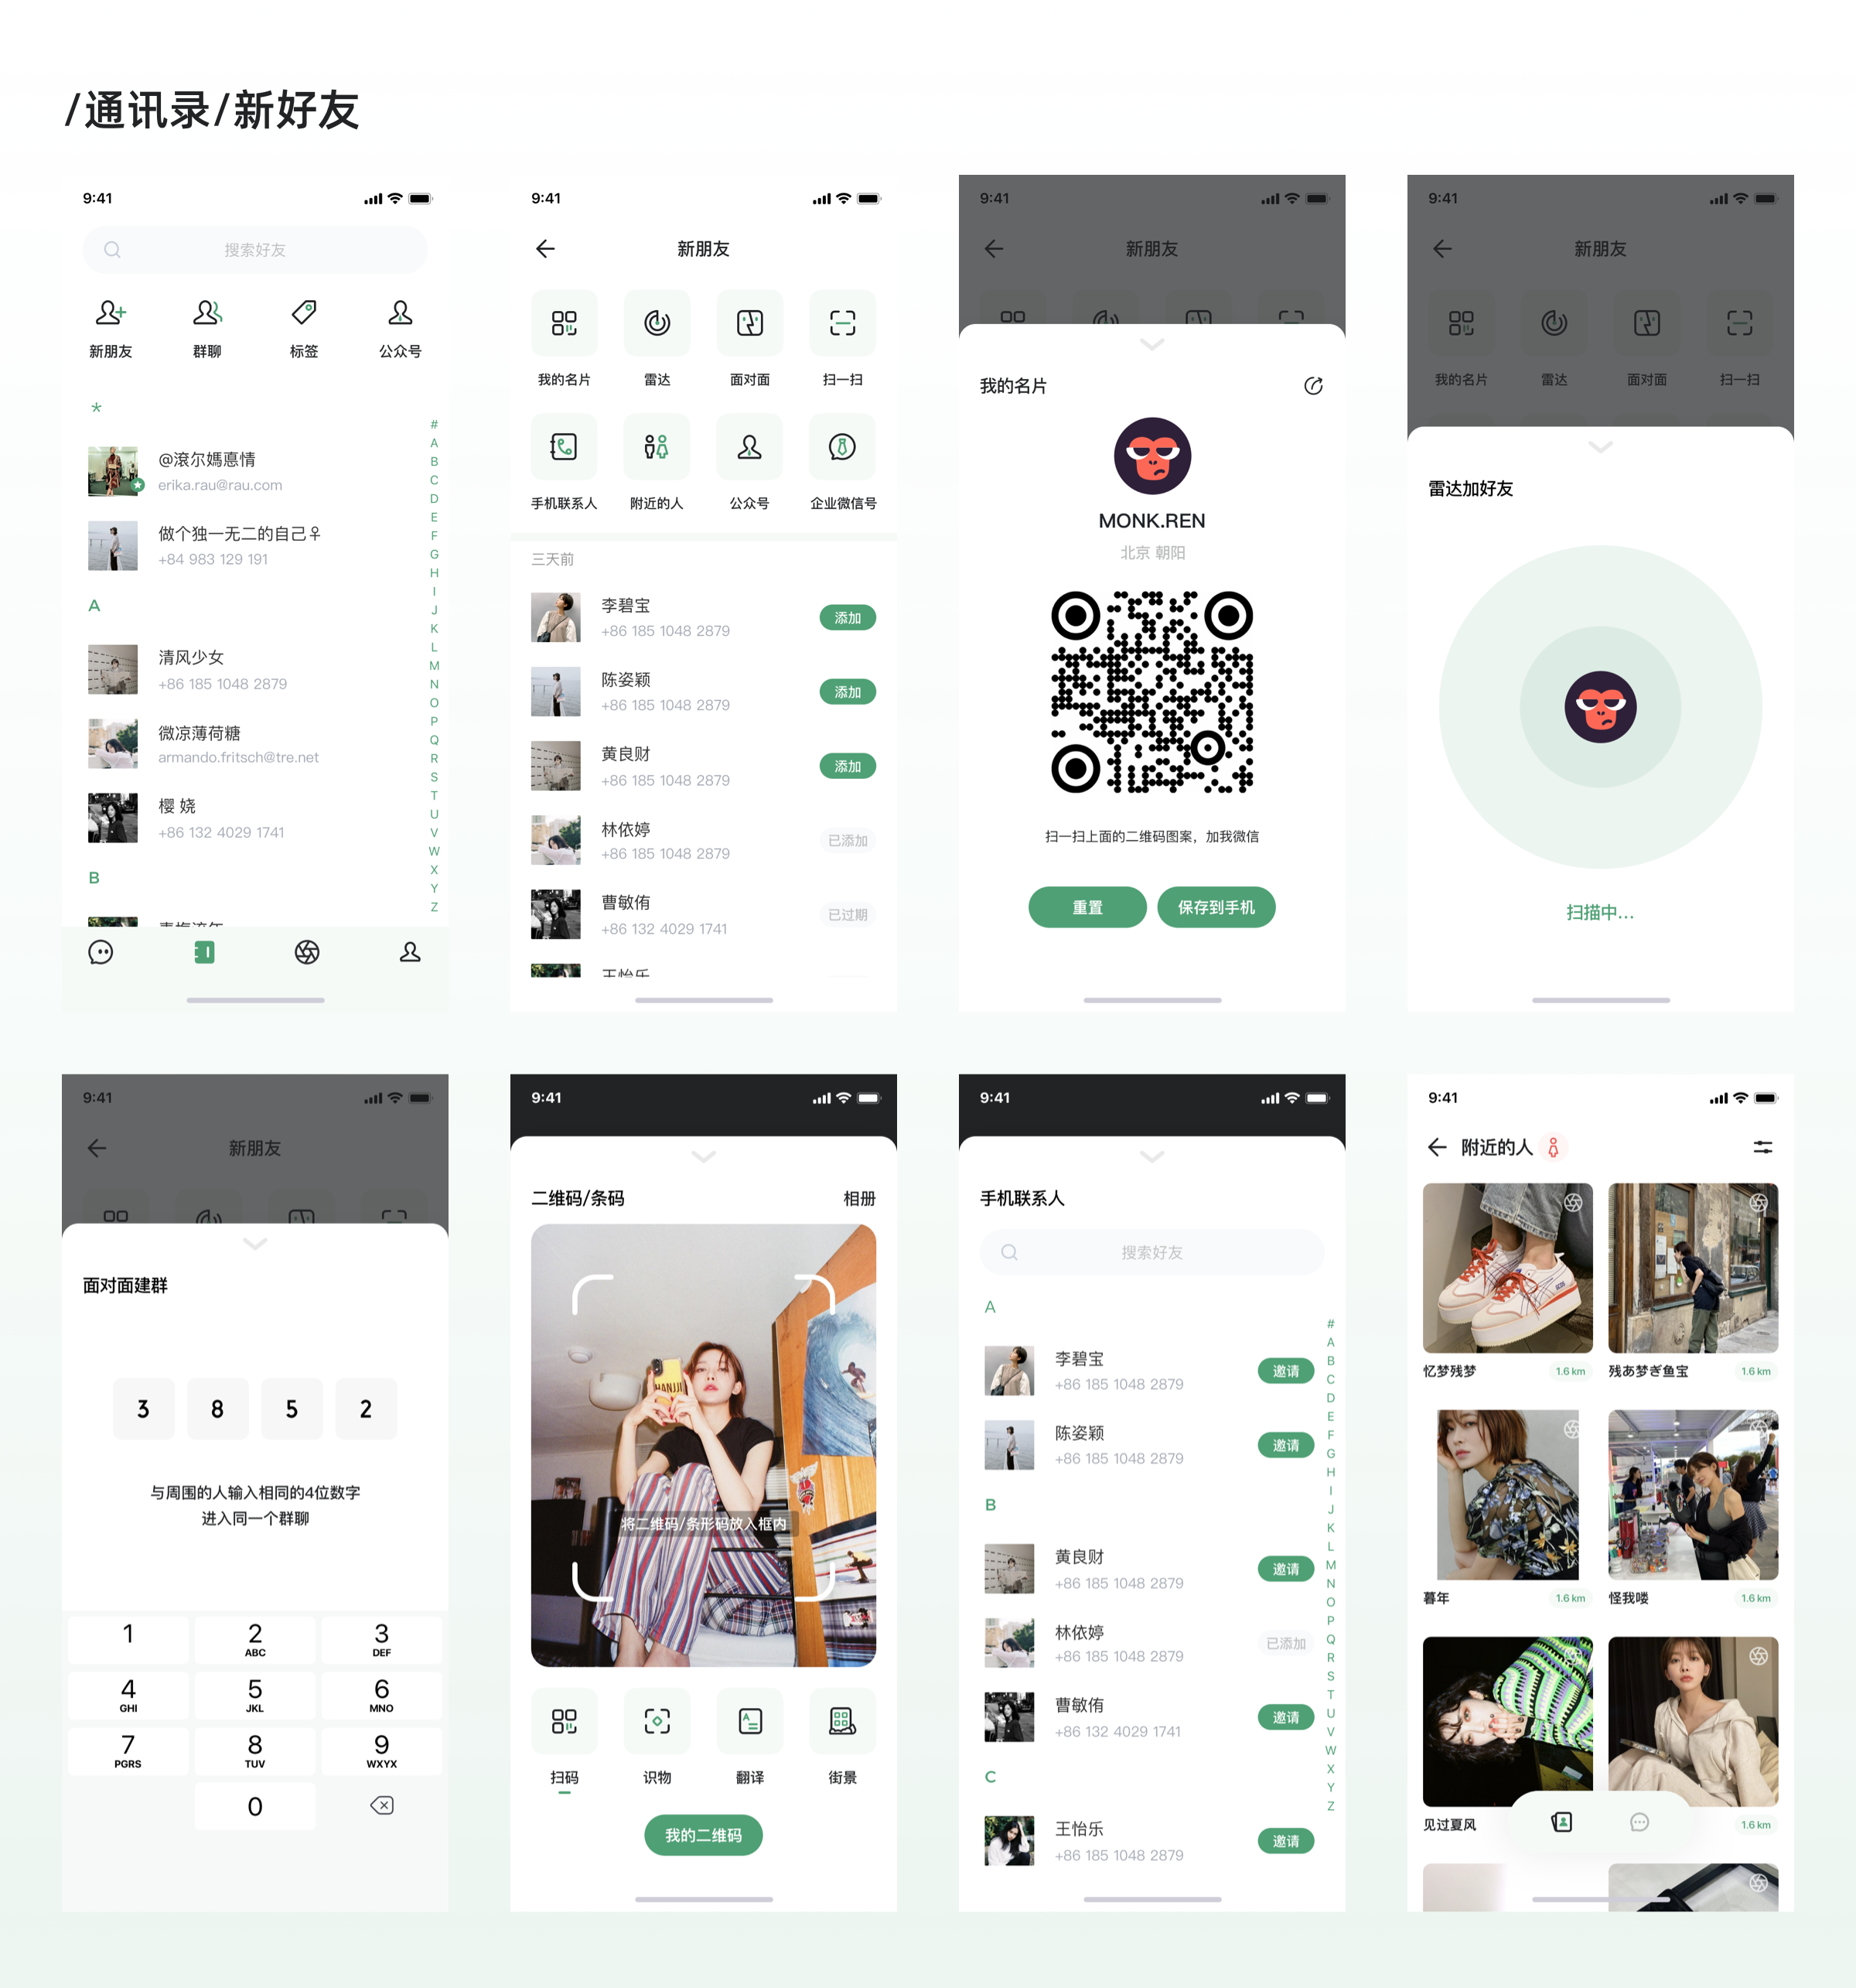 /通讯录/新好友
9:41
搜索好友
新朋友
群聊
标签
公众号
*
@滾尔媽悳情
erika.rau@rau.com
做个独一无二的自己♀
+84 983 129 191
A
清风少女
+86 185 1048 2879
微凉薄荷糖
armando.fritsch@tre.net
樱 娆
+86 132 4029 1741
B
#
A
B
C
D
E
F
G
H
I
J
K
L
M
N
O
P
Q
R
S
T
U
V
W
X
Y
Z
9:41
新朋友
我的名片
雷达
面对面
扫一扫
手机联系人
附近的人
公众号
企业微信号
三天前
李碧宝
+86 185 1048 2879
添加
陈姿颖
+86 185 1048 2879
添加
黄良财
+86 185 1048 2879
添加
林依婷
+86 185 1048 2879
已添加
曹敏侑
+86 132 4029 1741
已过期
王怡乐
9:41
新朋友
我的名片
MONK.REN
北京 朝阳
扫一扫上面的二维码图案，加我微信
重置
保存到手机
9:41
新朋友
我的名片
雷达
面对面
扫一扫
雷达加好友
扫描中...
9:41
新朋友
面对面建群
3 8 5 2
与周围的人输入相同的4位数字
进入同一个群聊
1
2
ABC
3
DEF
4
GHI
5
JKL
6
MNO
7
PGRS
8
TUV
9
WXYX
0
9:41
二维码/条码
相册
将二维码/条形码放入框内
扫码
识物
翻译
街景
我的二维码
9:41
手机联系人
搜索好友
A
李碧宝
+86 185 1048 2879
邀请
陈姿颖
+86 185 1048 2879
邀请
B
黄良财
+86 185 1048 2879
邀请
林依婷
+86 185 1048 2879
已添加
曹敏侑
+86 132 4029 1741
邀请
C
王怡乐
+86 185 1048 2879
邀请
#
A
B
C
D
E
F
G
H
I
J
K
L
M
N
O
P
Q
R
S
T
U
V
W
X
Y
Z
9:41
附近的人
忆梦残梦
1.6 km
残あ梦ぎ鱼宝
1.6 km
暮年
1.6 km
怪我喽
1.6 km
见过夏风
1.6 km